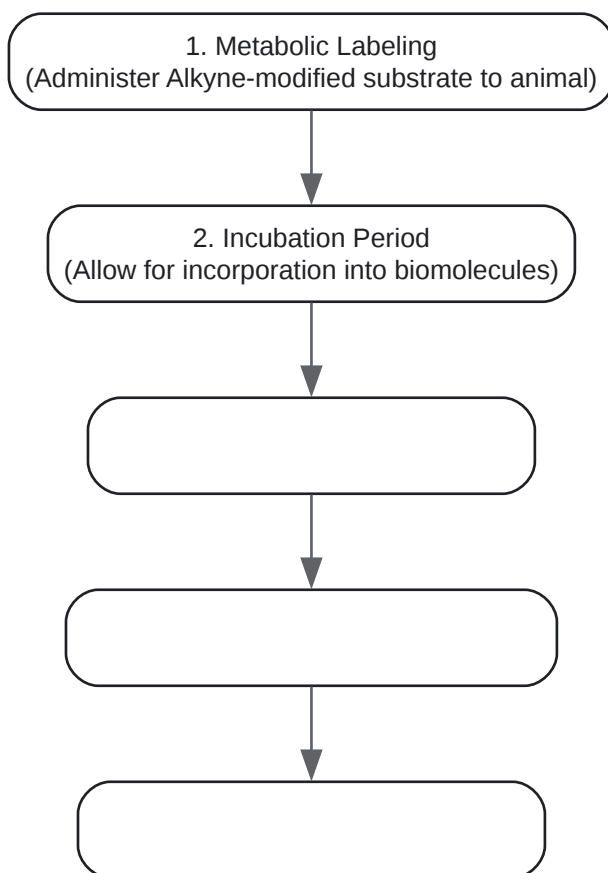 1. Metabolic Labeling
(Administer Alkyne-modified substrate to animal)
2. Incubation Period
(Allow for incorporation into biomolecules)